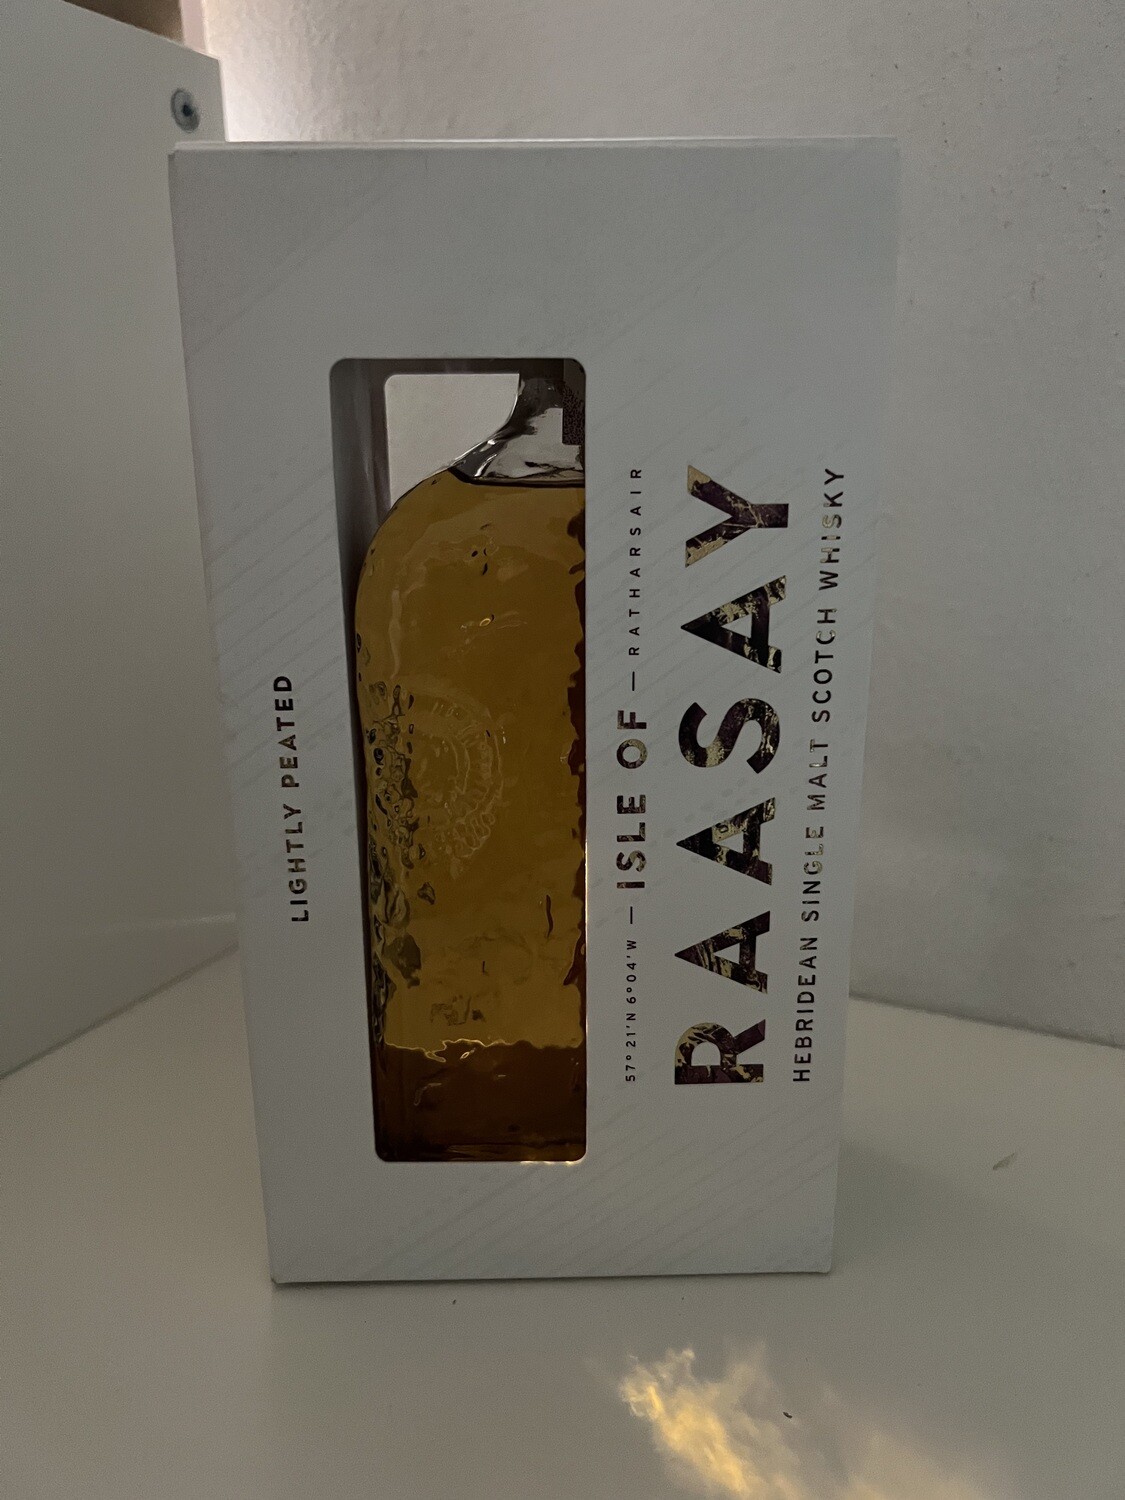 LIGHTLY PEATED
57° 21'N 6°04'W — ISLE OF — RATHARSAIR
RAASAY
HEBRIDEAN SINGLE MALT SCOTCH WHISKY